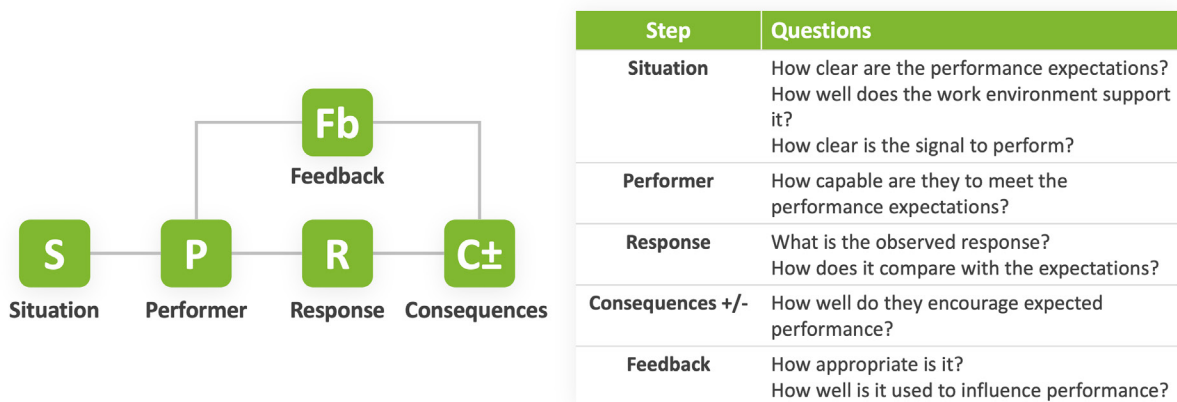 Fb
Feedback
S
P
R
C±
Situation
Performer
Response
Consequences
Step
Questions
Situation
How clear are the performance expectations?
How well does the work environment support
it?
How clear is the signal to perform?
Performer
How capable are they to meet the
performance expectations?
Response
What is the observed response?
How does it compare with the expectations?
Consequences +/-
How well do they encourage expected
performance?
Feedback
How appropriate is it?
How well is it used to influence performance?